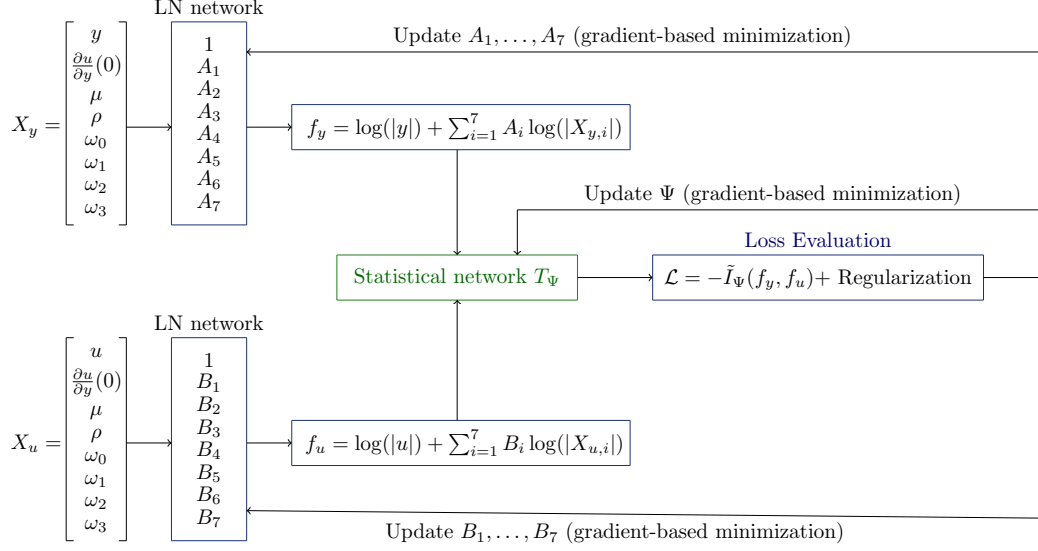 LN network
X_y =
y
∂u/∂y(0)
μ
ρ
ω_0
ω_1
ω_2
ω_3
1
A_1
A_2
A_3
A_4
A_5
A_6
A_7
Update A_1, …, A_7 (gradient-based minimization)
f_y = log(|y|) + ∑_{i=1}^7 A_i log(|X_{y,i}|)
Update Ψ (gradient-based minimization)
Loss Evaluation
Statistical network T_Ψ
ℒ = −Ĩ_Ψ(f_y, f_u)+ Regularization
LN network
X_u =
u
∂u/∂y(0)
μ
ρ
ω_0
ω_1
ω_2
ω_3
1
B_1
B_2
B_3
B_4
B_5
B_6
B_7
f_u = log(|u|) + ∑_{i=1}^7 B_i log(|X_{u,i}|)
Update B_1, …, B_7 (gradient-based minimization)